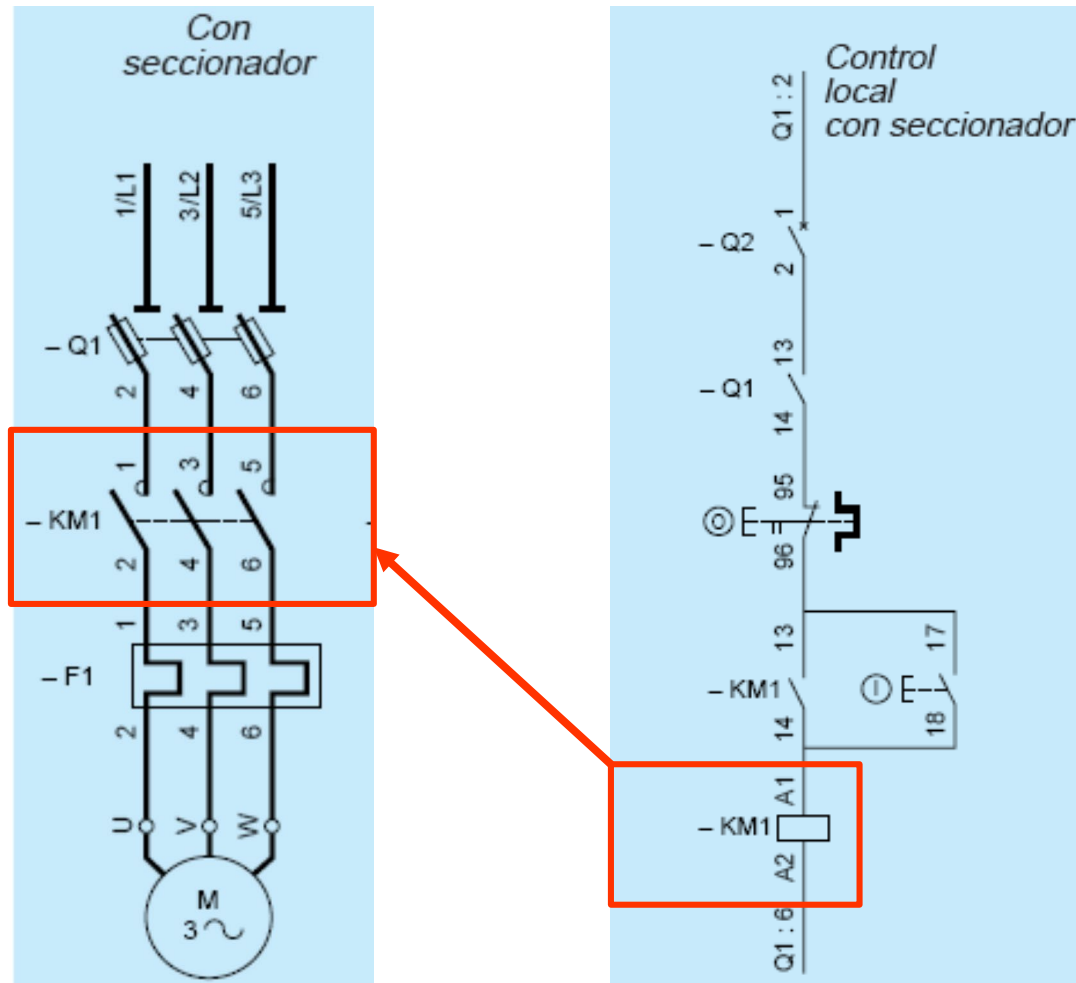 Con
seccionador
1/L1
3/L2
5/L3
– Q1
2
4
6
1
3
5
– KM1
2
4
6
1
3
5
– F1
2
4
6
U
V
W
M
3
Control
local
con seccionador
Q1 : 2
1
– Q2
2
13
– Q1
14
95
O
96
13
17
– KM1
I
14
18
A1
– KM1
A2
Q1 : 6